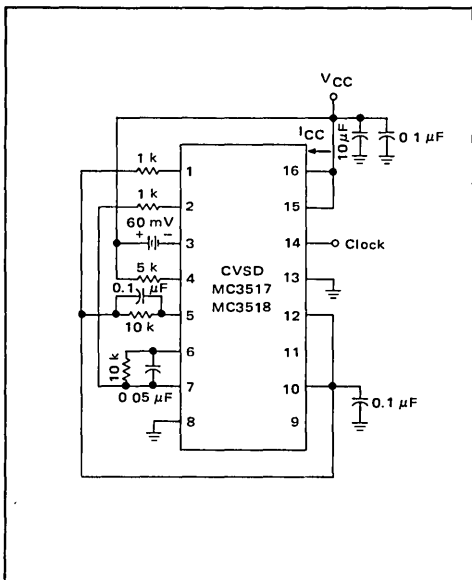 VCC
ICC
10 μF
0 1 μF
1 k
1
16
1 k
2
15
60 mV
+ −
3
14
Clock
5 k
4
CVSD
MC3517
MC3518
13
0.1 μF
5
12
10 k
6
11
10 k
7
10
0 05 μF
0.1 μF
8
9